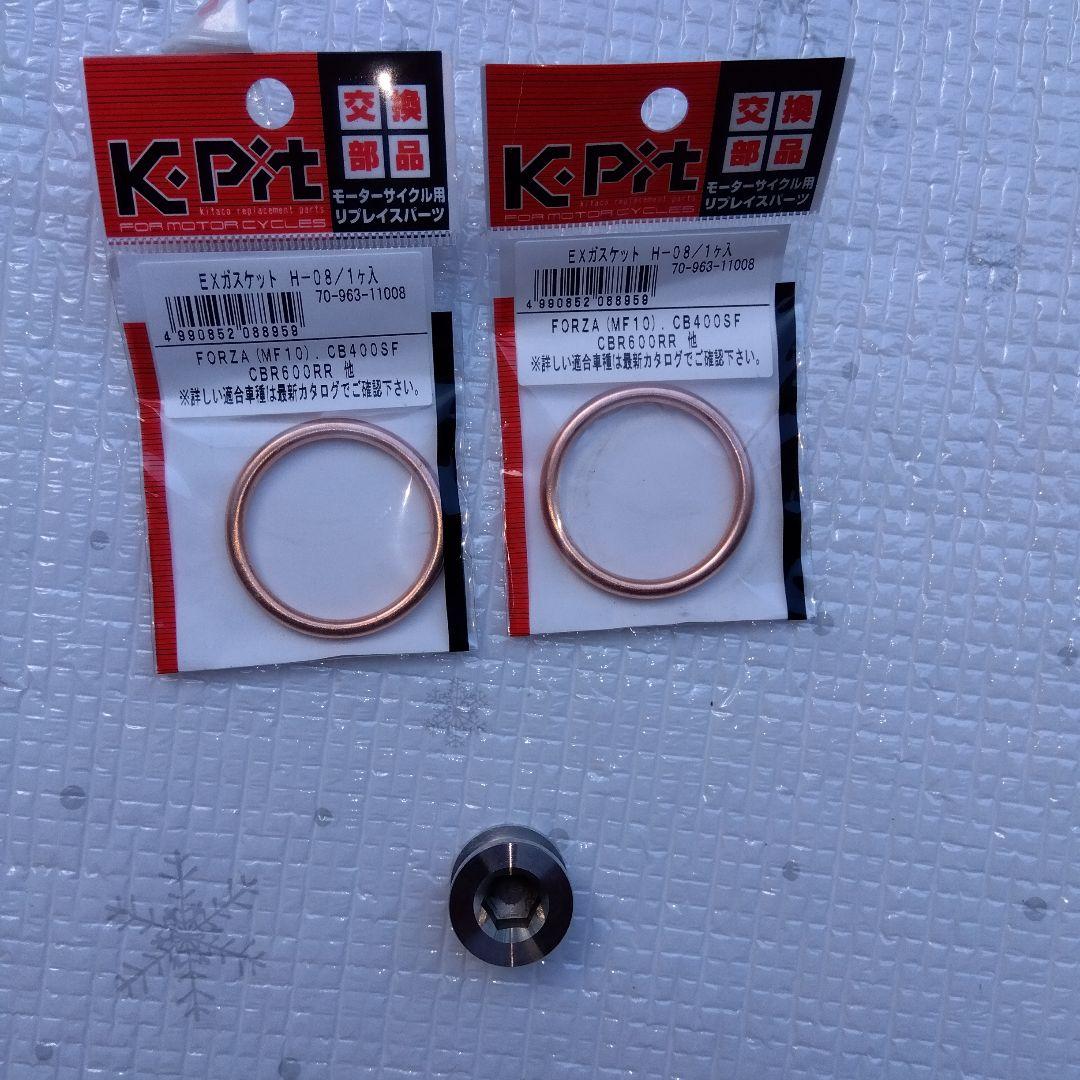 K·Pit
kitaco replacement parts
FOR MOTOR CYCLES
交換
部品
モーターサイクル用
リプレイスパーツ
EXガスケット H-08/1ヶ入
70-963-11008
4 990852 088959
FORZA(MF10). CB400SF
CBR600RR 他
※詳しい適合車種は最新カタログでご確認下さい。
K·Pit
kitaco replacement parts
FOR MOTOR CYCLES
交換
部品
モーターサイクル用
リプレイスパーツ
EXガスケット H-08/1ヶ入
70-963-11008
4 990852 088959
FORZA(MF10). CB400SF
CBR600RR 他
※詳しい適合車種は最新カタログでご確認下さい。